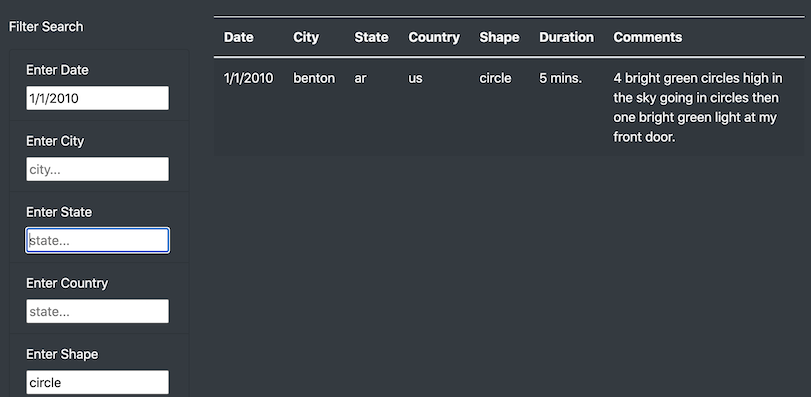 Filter Search
Enter Date
1/1/2010
Enter City
city...
Enter State
state...
Enter Country
state...
Enter Shape
circle
Date City State Country Shape Duration Comments
1/1/2010 benton ar us circle 5 mins. 4 bright green circles high in
the sky going in circles then
one bright green light at my
front door.